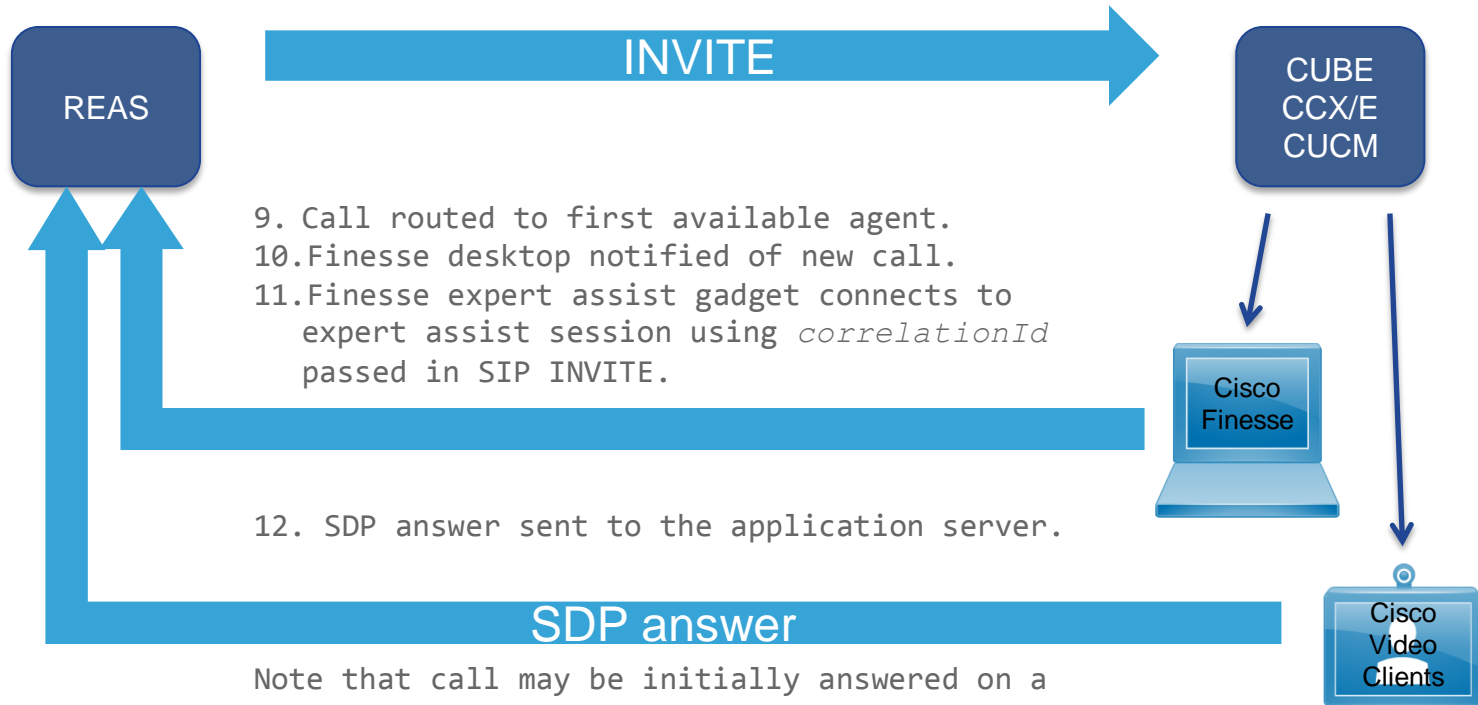 INVITE
REAS
CUBE
CCX/E
CUCM
9. Call routed to first available agent.
10.Finesse desktop notified of new call.
11.Finesse expert assist gadget connects to
expert assist session using correlationId
passed in SIP INVITE.
Cisco
Finesse
12. SDP answer sent to the application server.
SDP answer
Cisco
Video
Clients
Note that call may be initially answered on a